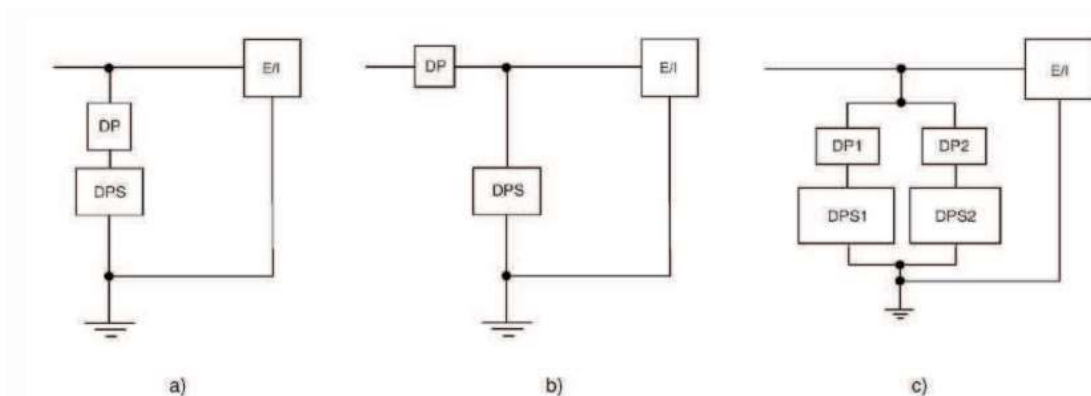 E/I
DP
DPS
a)
DP
E/I
DPS
b)
E/I
DP1 DP2
DPS1 DPS2
c)